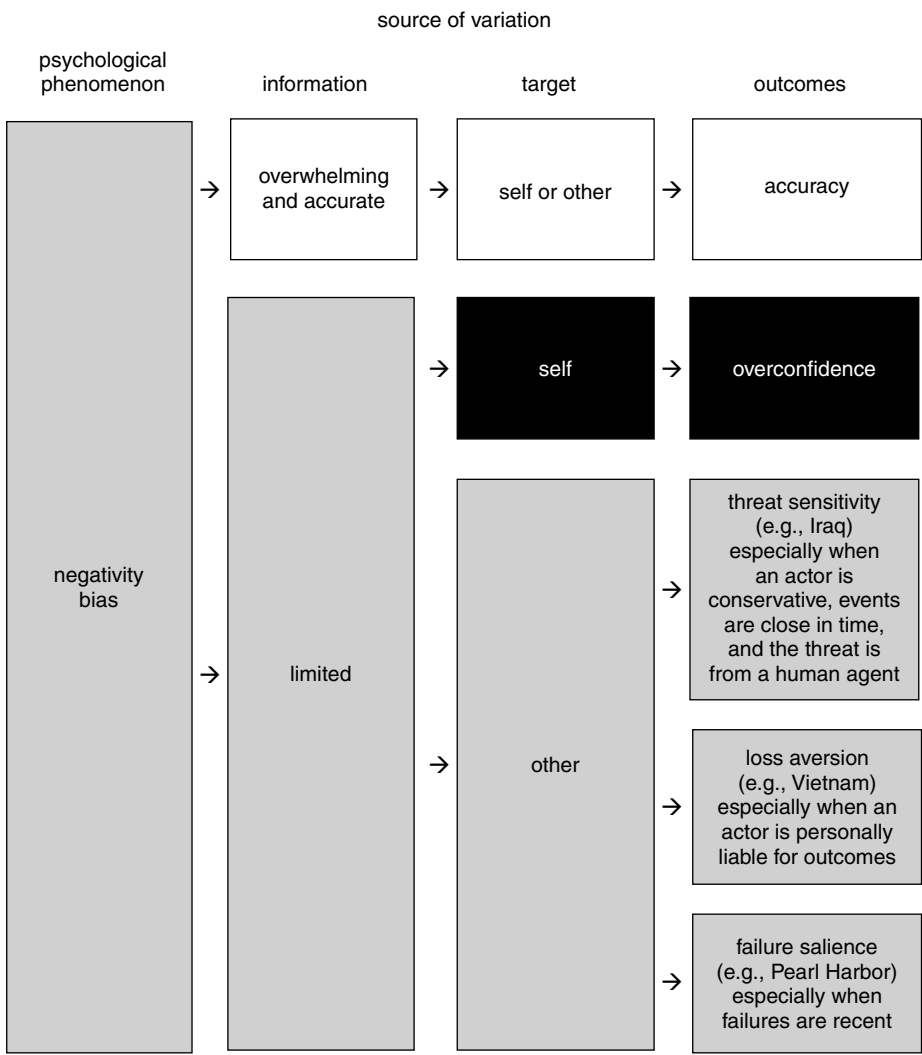 source of variation
psychological
phenomenon
information
target
outcomes
overwhelming
and accurate
→
→
self or other
→
accuracy
→
self
→
overconfidence
negativity
bias
→
limited
→
other
→
threat sensitivity
(e.g., Iraq)
especially when
an actor is
conservative, events
are close in time,
and the threat is
from a human agent
→
loss aversion
(e.g., Vietnam)
especially when an
actor is personally
liable for outcomes
→
failure salience
(e.g., Pearl Harbor)
especially when
failures are recent